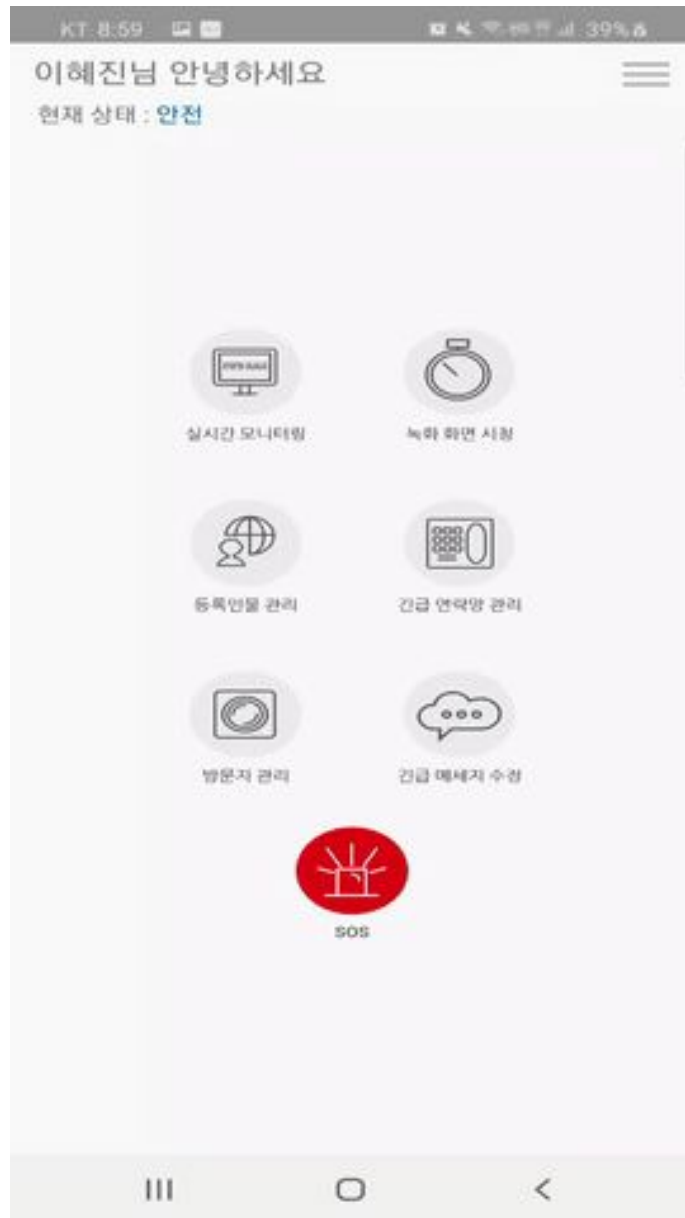 KT 8:59 39%
이혜진님 안녕하세요
현재 상태 : 안전
실시간 모니터링 녹화 화면 시청
등록인물 관리 긴급 연락망 관리
방문자 관리 긴급 메세지 수정
SOS